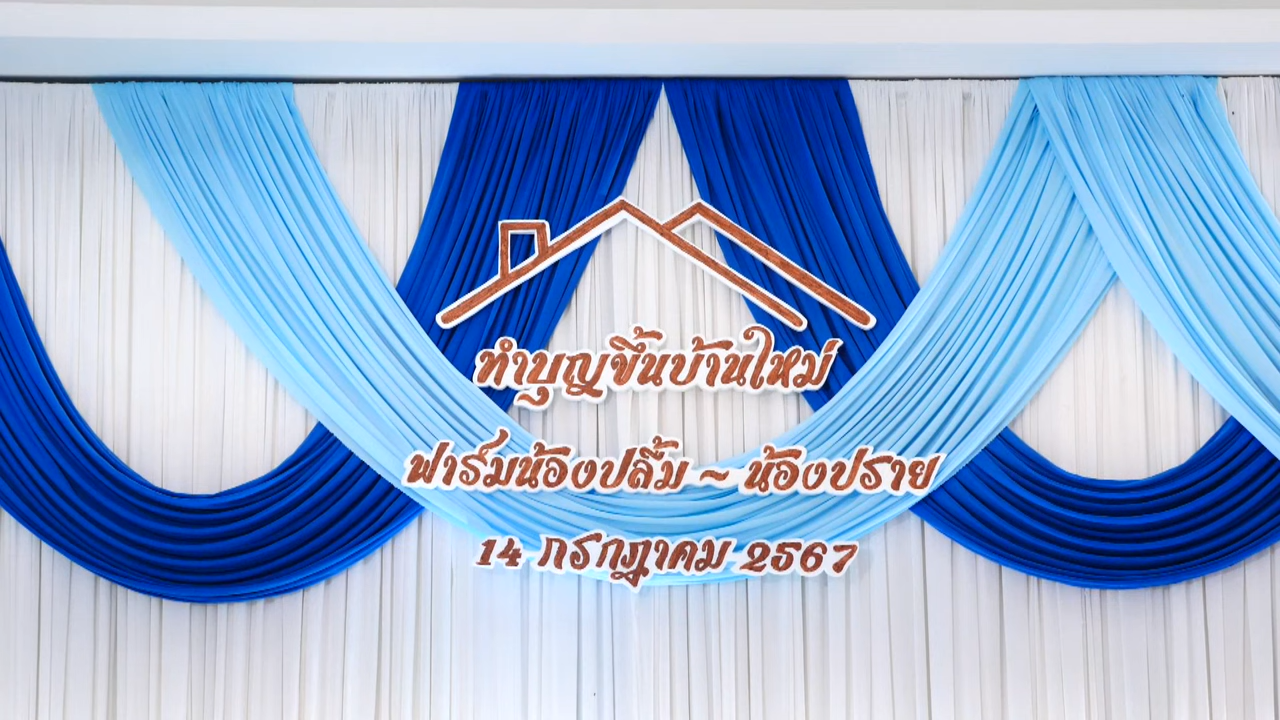 ทำบุญขึ้นบ้านใหม่
ฟาร์มน้องปลื้ม ~ น้องปราย
14 กรกฎาคม 2567